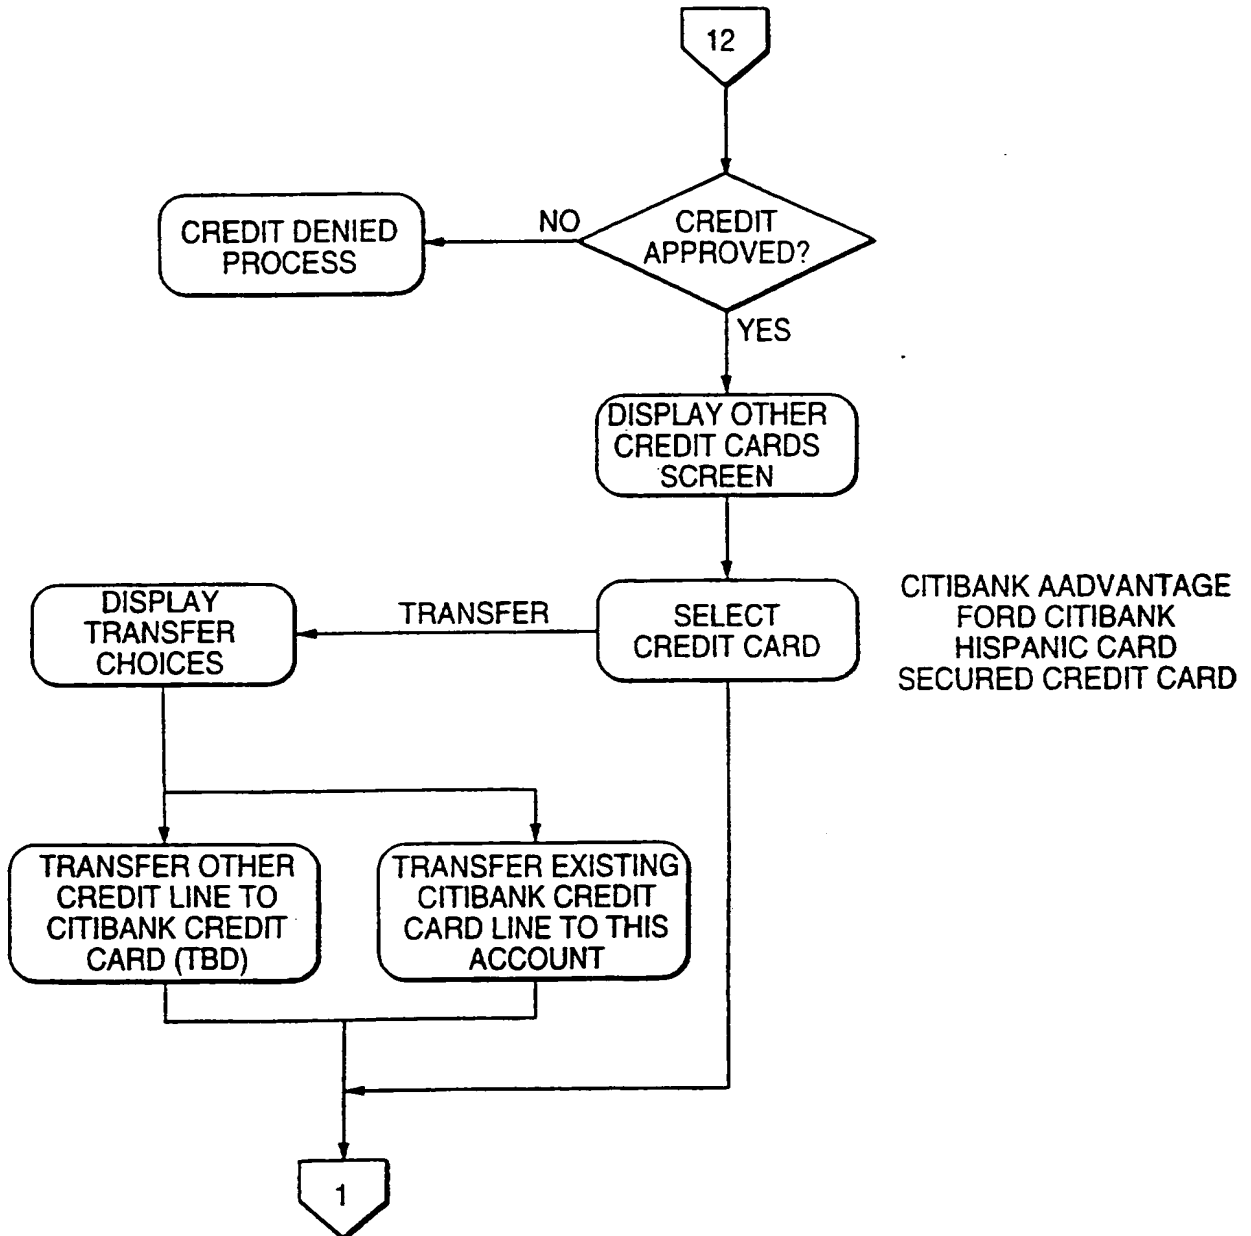 12
CREDIT
APPROVED?
NO
CREDIT DENIED
PROCESS
YES
DISPLAY OTHER
CREDIT CARDS
SCREEN
SELECT
CREDIT CARD
CITIBANK AADVANTAGE
FORD CITIBANK
HISPANIC CARD
SECURED CREDIT CARD
TRANSFER
DISPLAY
TRANSFER
CHOICES
TRANSFER OTHER
CREDIT LINE TO
CITIBANK CREDIT
CARD (TBD)
TRANSFER EXISTING
CITIBANK CREDIT
CARD LINE TO THIS
ACCOUNT
1